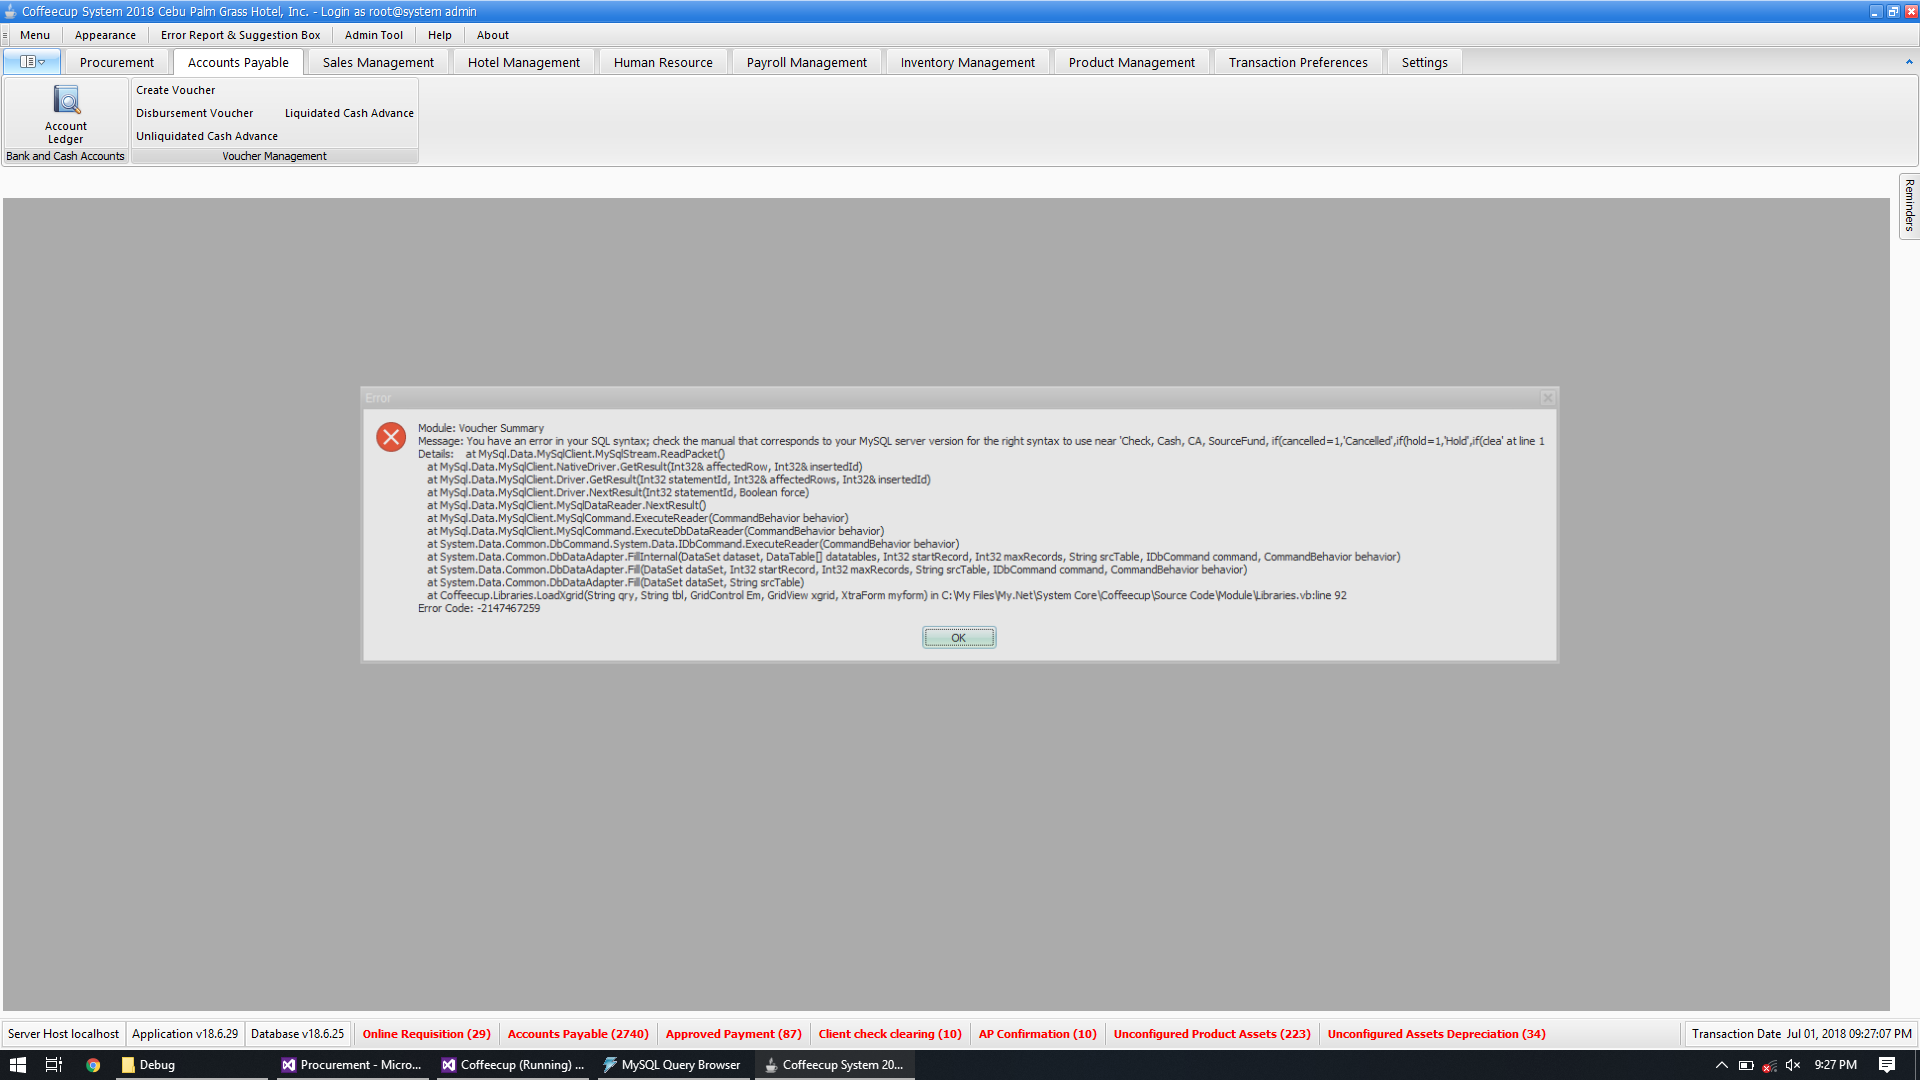 Coffeecup System 2018 Cebu Palm Grass Hotel, Inc. - Login as root@system admin
Menu Appearance Error Report & Suggestion Box Admin Tool Help About
Procurement Accounts Payable Sales Management Hotel Management Human Resource Payroll Management Inventory Management Product Management Transaction Preferences Settings
Account
Ledger
Bank and Cash Accounts
Create Voucher
Disbursement Voucher Liquidated Cash Advance
Unliquidated Cash Advance
Voucher Management
Reminders
Error
Module: Voucher Summary
Message: You have an error in your SQL syntax; check the manual that corresponds to your MySQL server version for the right syntax to use near 'Check, Cash, CA, SourceFund, if(cancelled=1,'Cancelled',if(hold=1,'Hold',if(clea' at line 1
Details: at MySql.Data.MySqlClient.MySqlStream.ReadPacket()
at MySql.Data.MySqlClient.NativeDriver.GetResult(Int32& affectedRow, Int32& insertedId)
at MySql.Data.MySqlClient.Driver.GetResult(Int32 statementId, Int32& affectedRows, Int32& insertedId)
at MySql.Data.MySqlClient.Driver.NextResult(Int32 statementId, Boolean force)
at MySql.Data.MySqlClient.MySqlDataReader.NextResult()
at MySql.Data.MySqlClient.MySqlCommand.ExecuteReader(CommandBehavior behavior)
at MySql.Data.MySqlClient.MySqlCommand.ExecuteDbDataReader(CommandBehavior behavior)
at System.Data.Common.DbCommand.System.Data.IDbCommand.ExecuteReader(CommandBehavior behavior)
at System.Data.Common.DbDataAdapter.FillInternal(DataSet dataset, DataTable[] datatables, Int32 startRecord, Int32 maxRecords, String srcTable, IDbCommand command, CommandBehavior behavior)
at System.Data.Common.DbDataAdapter.Fill(DataSet dataSet, Int32 startRecord, Int32 maxRecords, String srcTable, IDbCommand command, CommandBehavior behavior)
at System.Data.Common.DbDataAdapter.Fill(DataSet dataSet, String srcTable)
at Coffeecup.Libraries.LoadXgrid(String qry, String tbl, GridControl Em, GridView xgrid, XtraForm myform) in C:\My Files\My.Net\System Core\Coffeecup\Source Code\Module\Libraries.vb:line 92
Error Code: -2147467259
OK
Server Host localhost Application v18.6.29 Database v18.6.25 Online Requisition (29) Accounts Payable (2740) Approved Payment (87) Client check clearing (10) AP Confirmation (10) Unconfigured Product Assets (223) Unconfigured Assets Depreciation (34) Transaction Date Jul 01, 2018 09:27:07 PM
Debug Procurement - Micro... Coffeecup (Running) ... MySQL Query Browser Coffeecup System 20... 9:27 PM